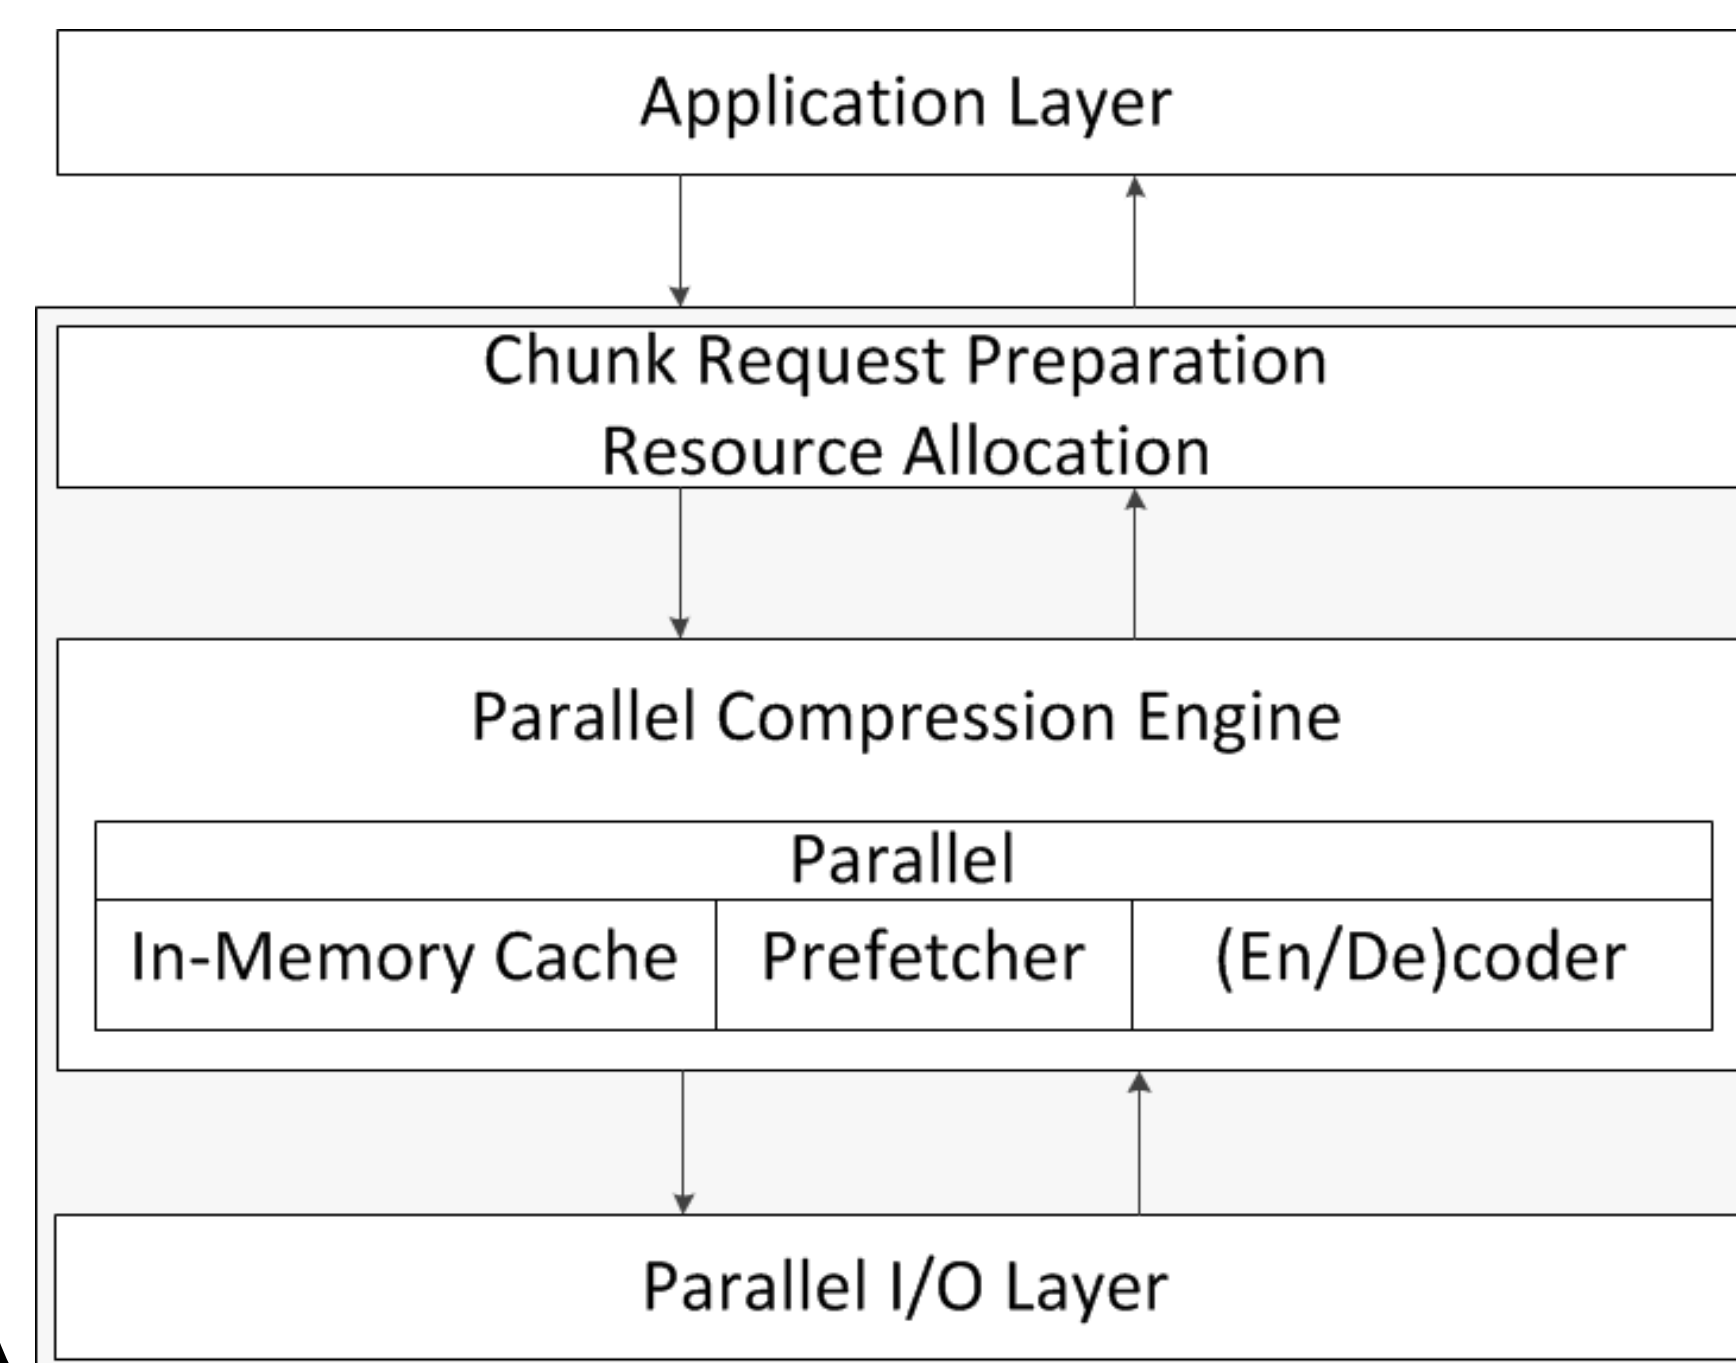 Application Layer
Chunk Request Preparation
Resource Allocation
Parallel Compression Engine
Parallel
In-Memory Cache Prefetcher (En/De)coder
Parallel I/O Layer